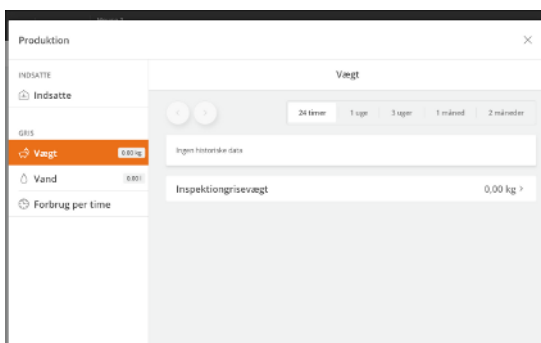 Produktion
INDSATTE
Indsatte
GRIS
Vægt 0.00 kg
Vand 0.00 l
Forbrug per time
Vægt
24 timer 1 uge 3 uger 1 måned 2 måneder
Ingen historiske data
Inspektiongrisevægt 0,00 kg